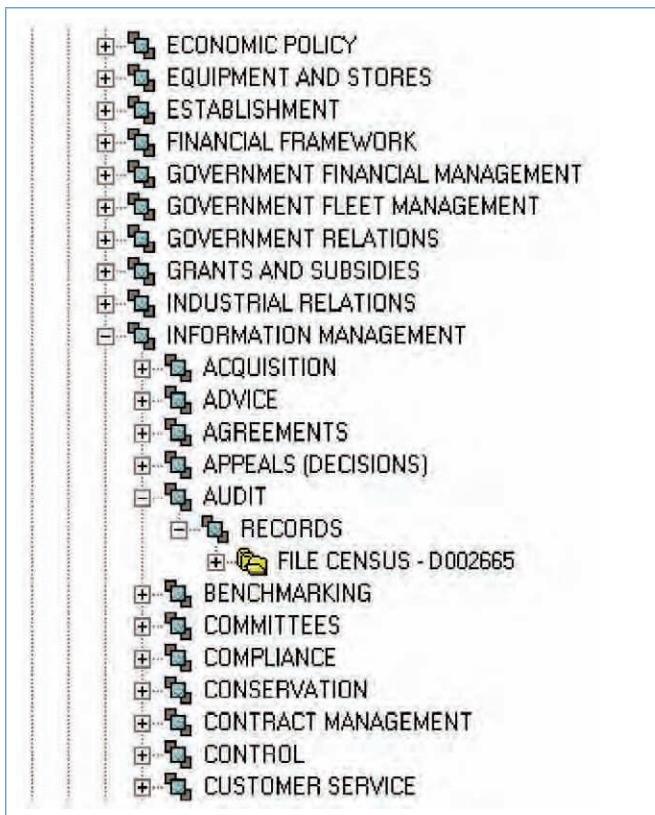 ECONOMIC POLICY
EQUIPMENT AND STORES
ESTABLISHMENT
FINANCIAL FRAMEWORK
GOVERNMENT FINANCIAL MANAGEMENT
GOVERNMENT FLEET MANAGEMENT
GOVERNMENT RELATIONS
GRANTS AND SUBSIDIES
INDUSTRIAL RELATIONS
INFORMATION MANAGEMENT
ACQUISITION
ADVICE
AGREEMENTS
APPEALS (DECISIONS)
AUDIT
RECORDS
FILE CENSUS - D002665
BENCHMARKING
COMMITTEES
COMPLIANCE
CONSERVATION
CONTRACT MANAGEMENT
CONTROL
CUSTOMER SERVICE